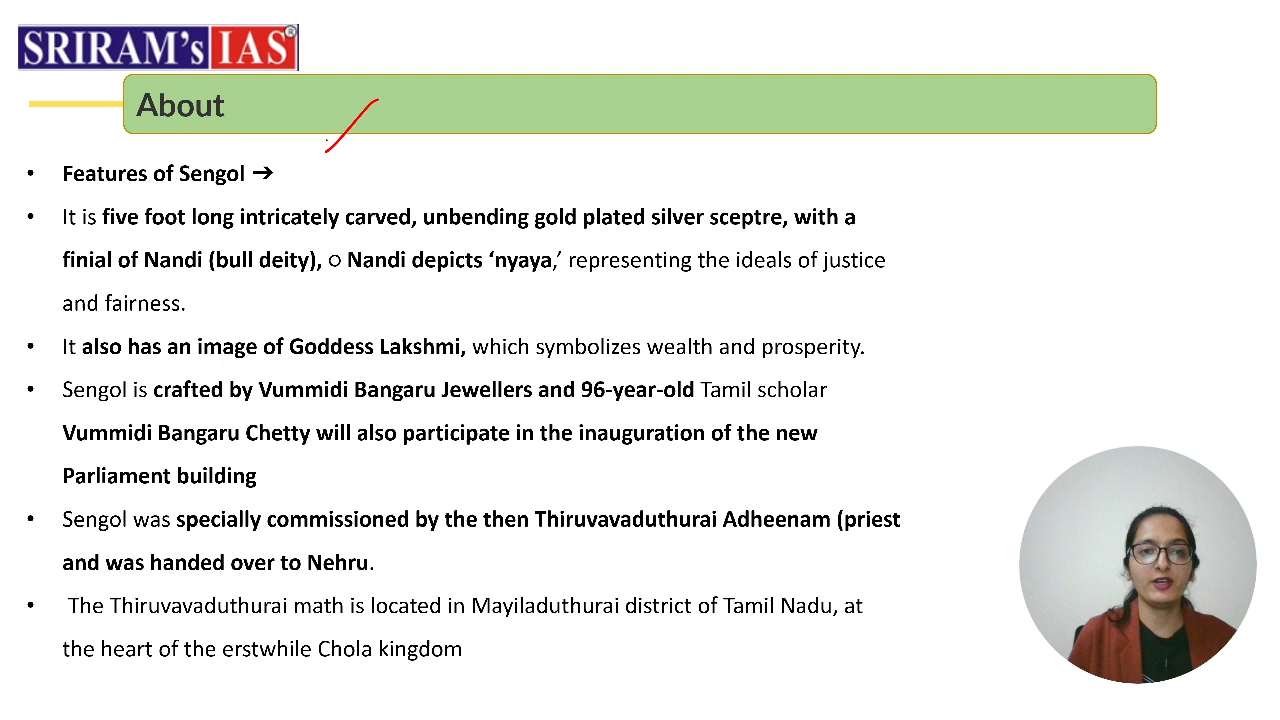 SRIRAM's IAS®
About
• Features of Sengol ➔
• It is five foot long intricately carved, unbending gold plated silver sceptre, with a
finial of Nandi (bull deity), ○ Nandi depicts ‘nyaya,’ representing the ideals of justice
and fairness.
• It also has an image of Goddess Lakshmi, which symbolizes wealth and prosperity.
• Sengol is crafted by Vummidi Bangaru Jewellers and 96-year-old Tamil scholar
Vummidi Bangaru Chetty will also participate in the inauguration of the new
Parliament building
• Sengol was specially commissioned by the then Thiruvavaduthurai Adheenam (priest
and was handed over to Nehru.
• The Thiruvavaduthurai math is located in Mayiladuthurai district of Tamil Nadu, at
the heart of the erstwhile Chola kingdom